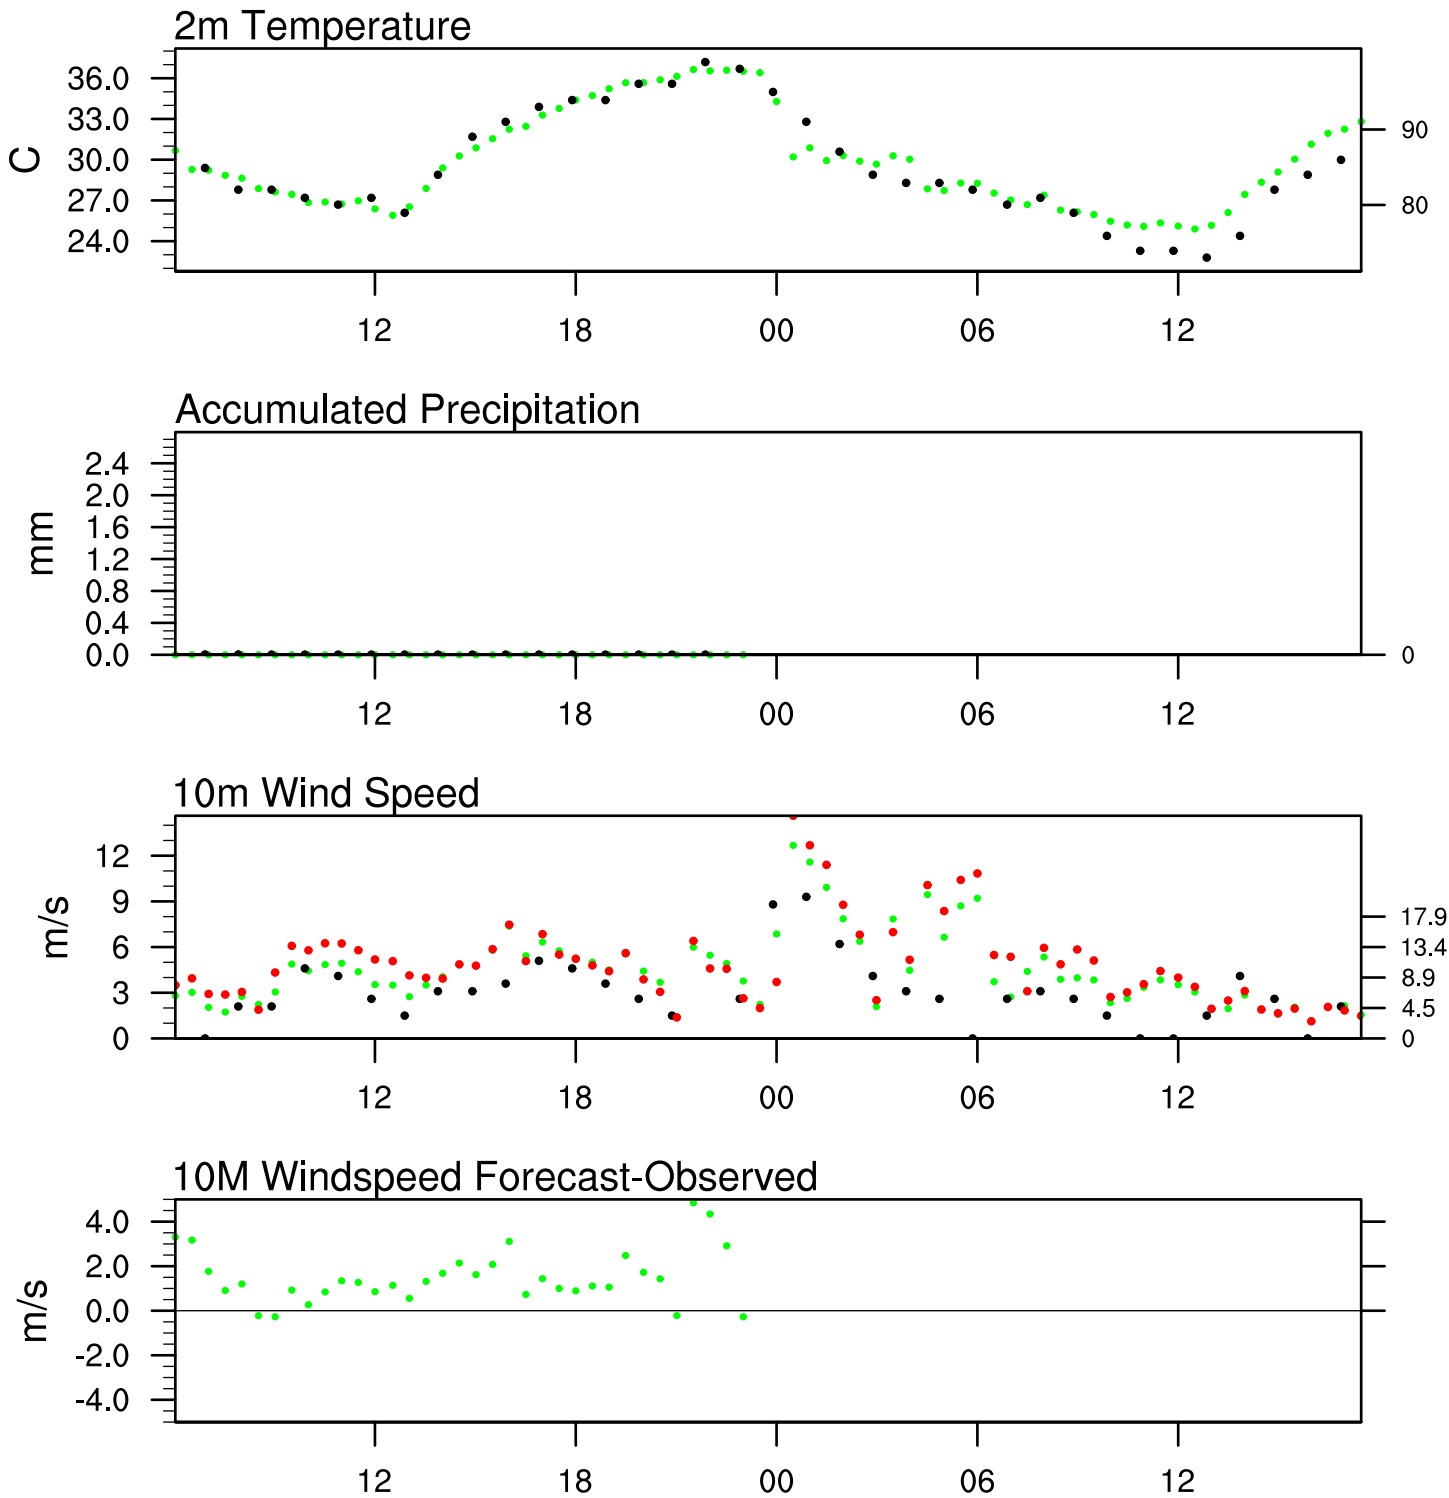 2m Temperature
36.0
33.0
30.0
27.0
24.0
C
90
80
12 18 00 06 12
Accumulated Precipitation
2.4
2.0
1.6
1.2
0.8
0.4
0.0
mm
0
12 18 00 06 12
10m Wind Speed
12
9
6
3
0
m/s
17.9
13.4
8.9
4.5
0
12 18 00 06 12
10M Windspeed Forecast-Observed
4.0
2.0
0.0
-2.0
-4.0
m/s
12 18 00 06 12